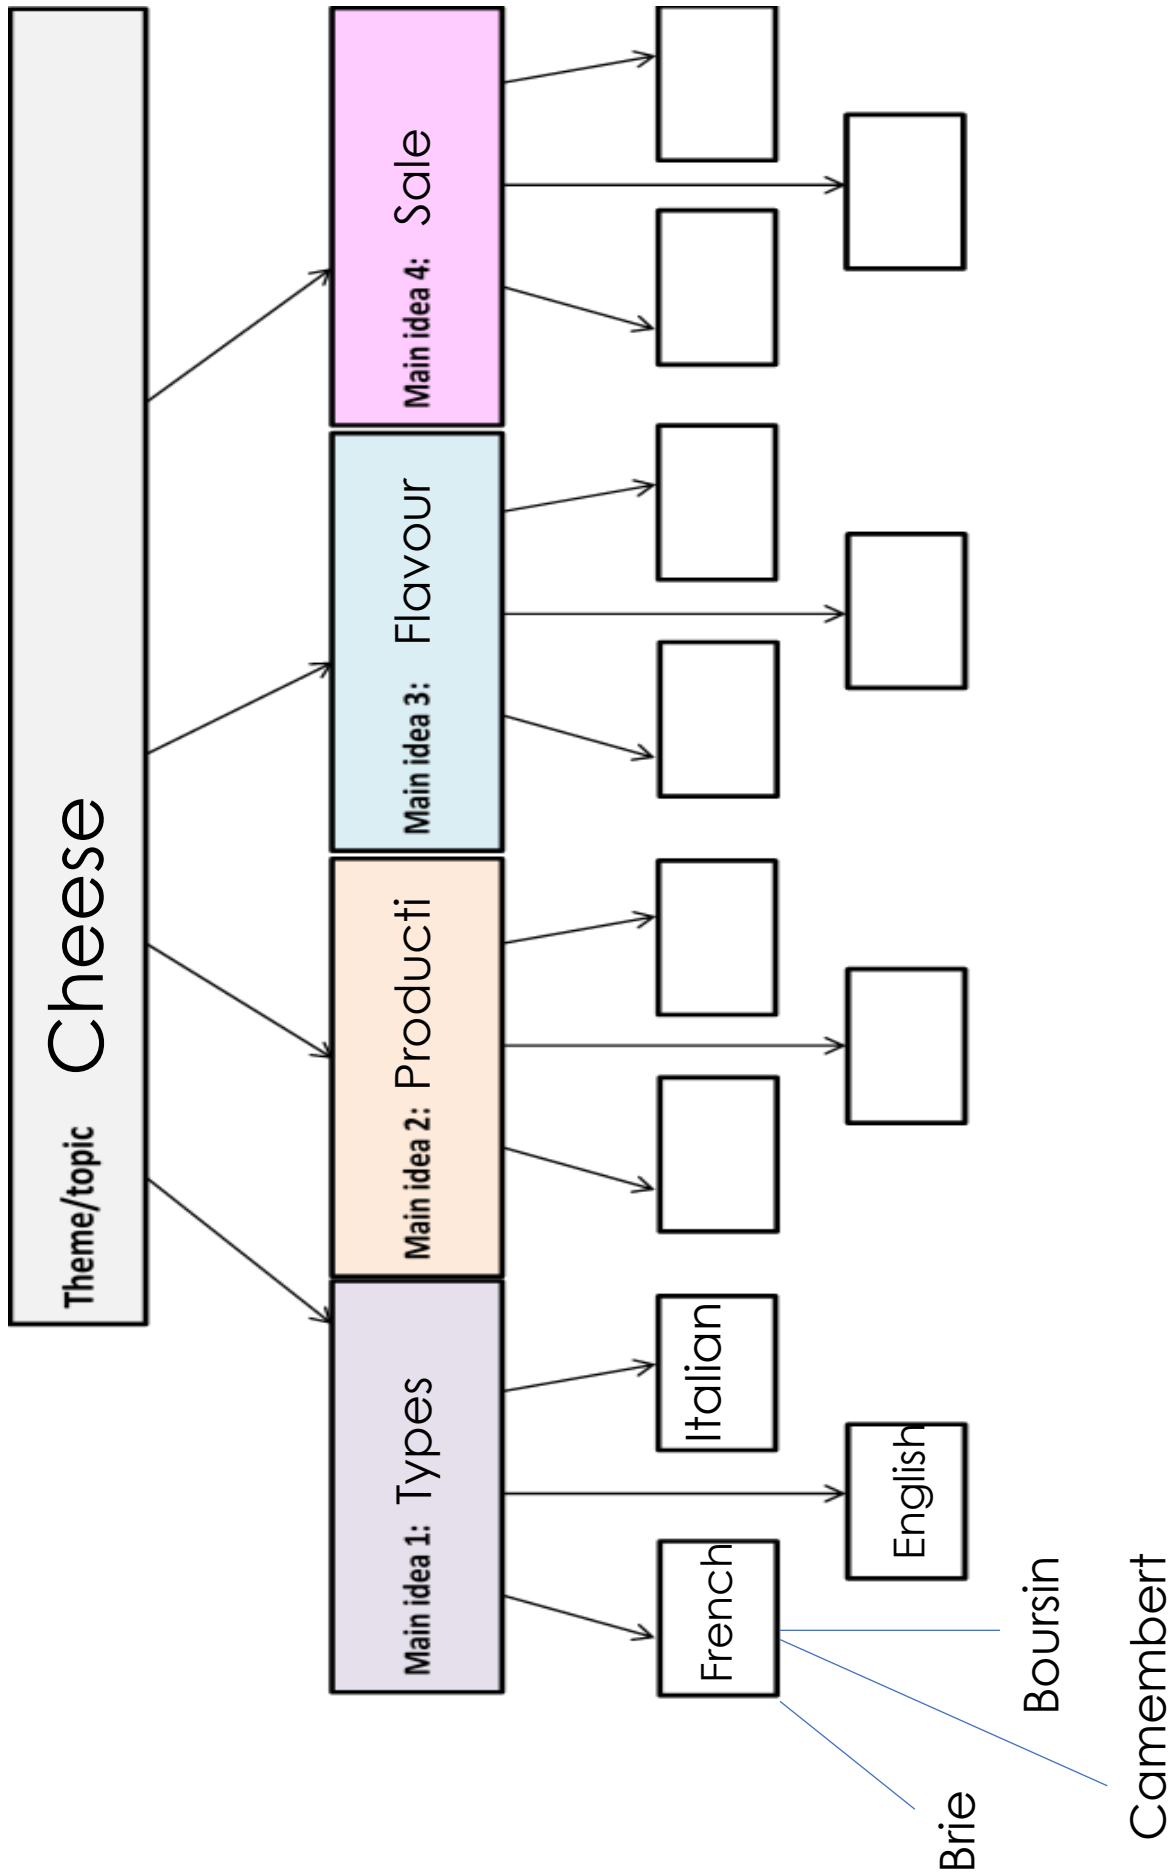 Theme/topic Cheese
Main idea 1: Types
Main idea 2: Producti
Main idea 3: Flavour
Main idea 4: Sale
French
Italian
English
Brie
Boursin
Camembert